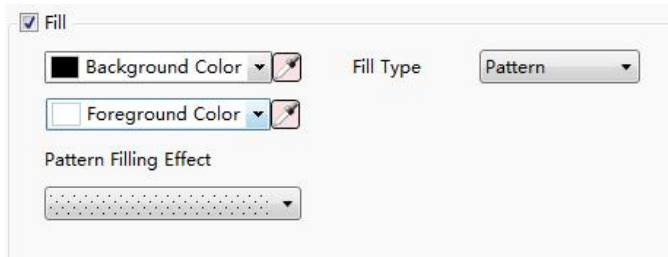 Fill
Background Color Fill Type Pattern
Foreground Color
Pattern Filling Effect